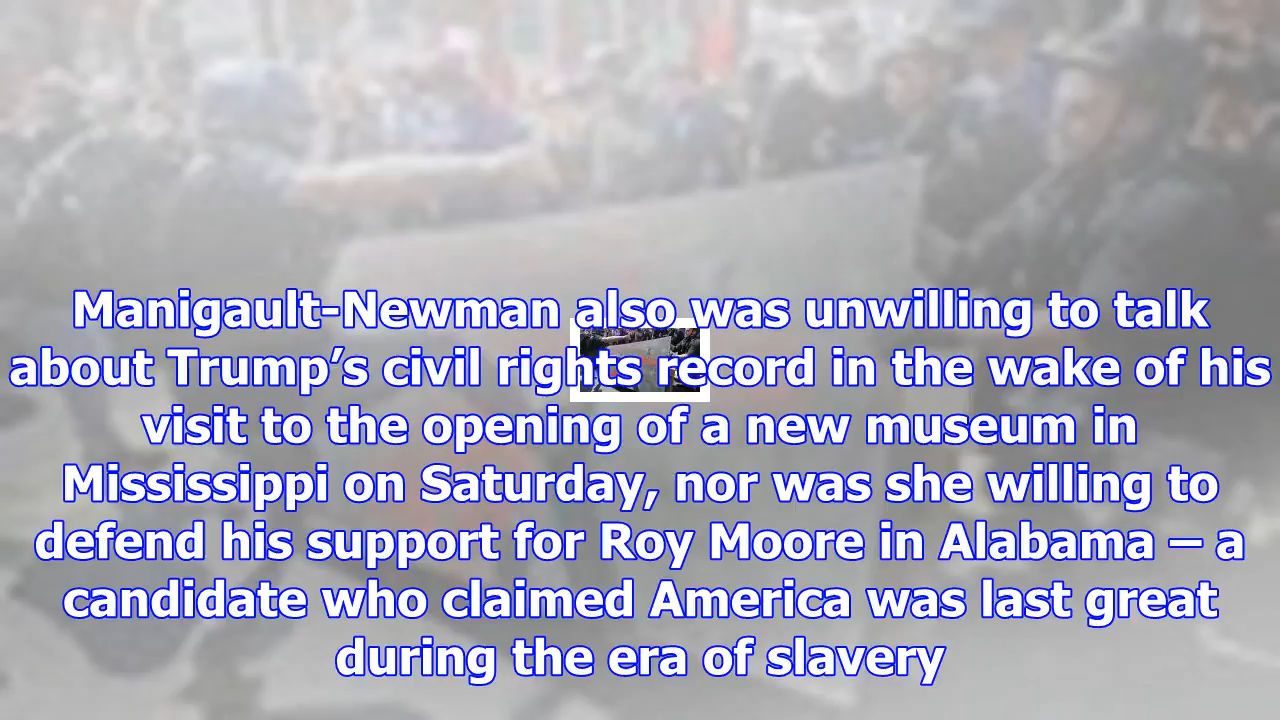 Manigault-Newman also was unwilling to talk
about Trump’s civil rights record in the wake of his
visit to the opening of a new museum in
Mississippi on Saturday, nor was she willing to
defend his support for Roy Moore in Alabama – a
candidate who claimed America was last great
during the era of slavery